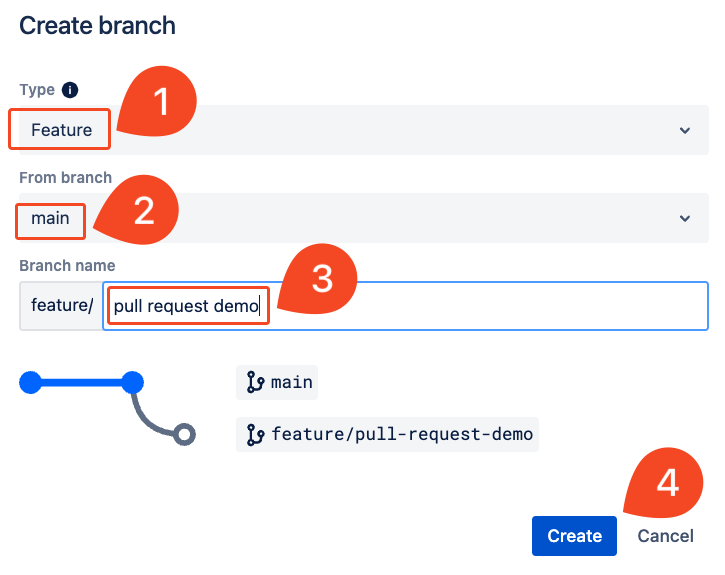 Create branch
Type i
1
Feature
From branch
2
main
Branch name
3
feature/ pull request demo
main
feature/pull-request-demo
4
Create Cancel